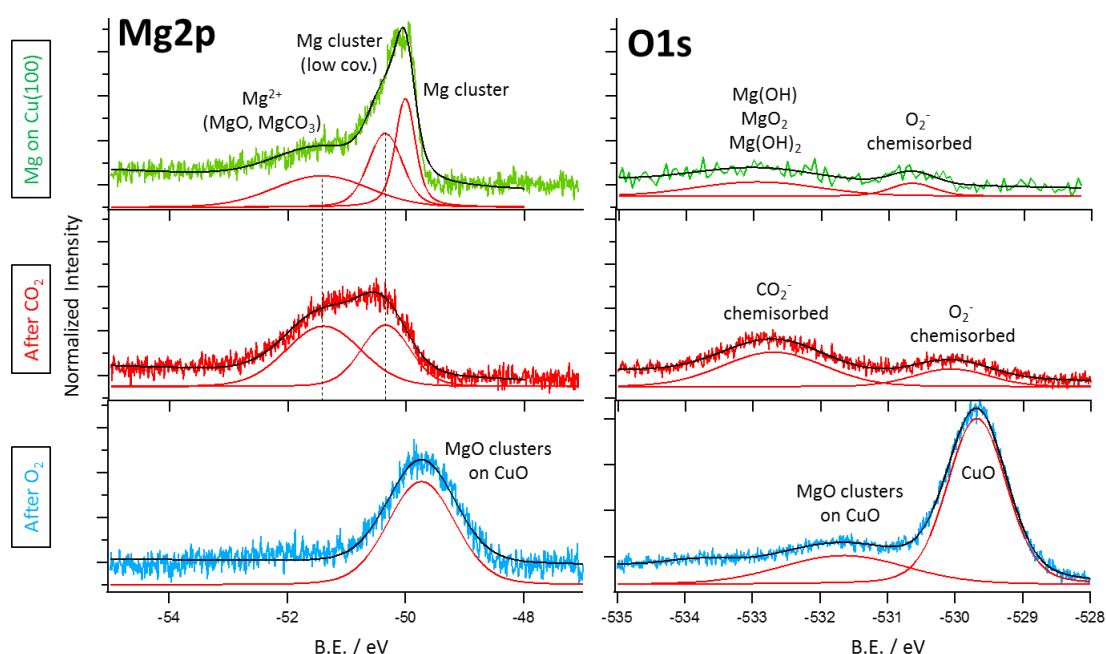 Mg2p
O1s
Mg on Cu(100)
Mg cluster
(low cov.)
Mg cluster
Mg²⁺
(MgO, MgCO₃)
Mg(OH)
MgO₂
Mg(OH)₂
O₂⁻
chemisorbed
Normalized Intensity
After CO₂
CO₂⁻
chemisorbed
O₂⁻
chemisorbed
After O₂
MgO clusters
on CuO
MgO clusters
on CuO
CuO
-54
-52
-50
-48
-535
-534
-533
-532
-531
-530
-529
-528
B.E. / eV
B.E. / eV